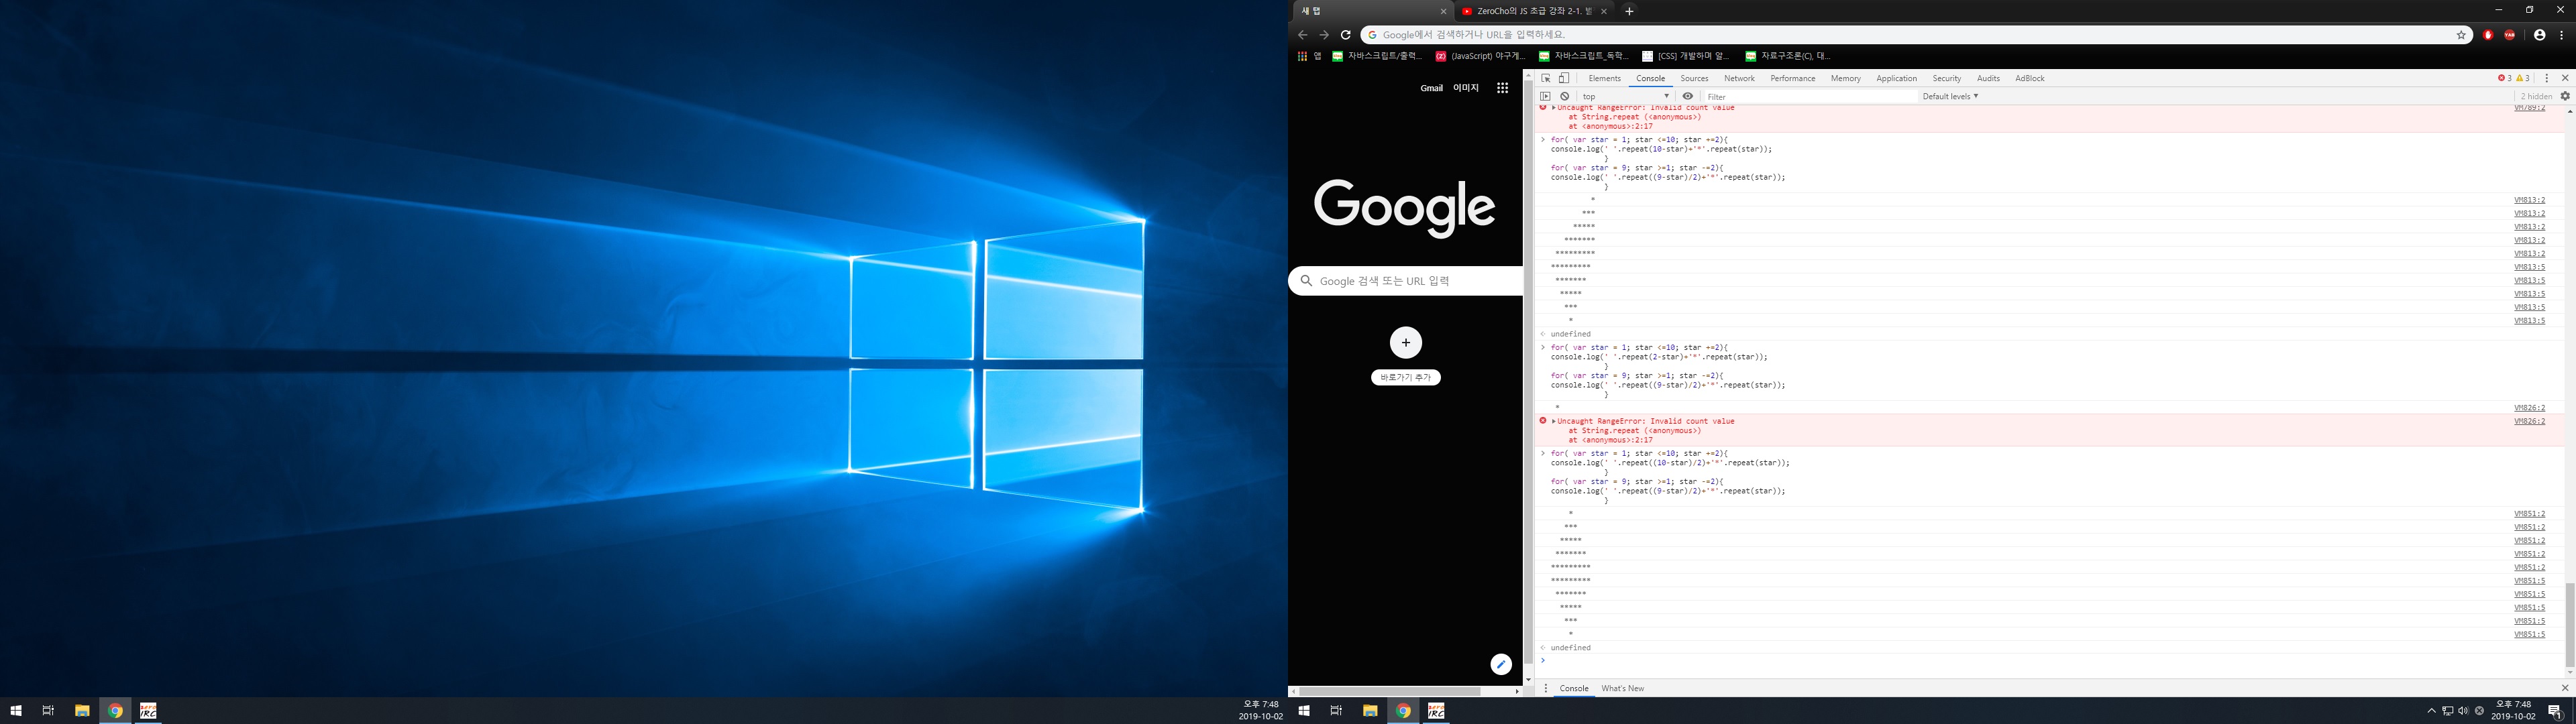 오후 7:48
2019-10-02
새 탭
ZeroCho의 JS 초급 강좌 2-1. 별
Google에서 검색하거나 URL을 입력하세요.
앱
자바스크립트/출력...
(JavaScript) 야구게...
자바스크립트_독학...
[CSS] 개발하며 알...
자료구조론(C), 대...
Gmail 이미지
Google
Google 검색 또는 URL 입력
바로가기 추가
Elements Console Sources Network Performance Memory Application Security Audits AdBlock 3 3
top Filter Default levels 2 hidden
Uncaught RangeError: Invalid count value VM789:2
at String.repeat (<anonymous>)
at <anonymous>:2:17
for( var star = 1; star <=10; star +=2){
console.log(' '.repeat(10-star)+'*'.repeat(star));
}
for( var star = 9; star >=1; star -=2){
console.log(' '.repeat((9-star)/2)+'*'.repeat(star));
}
* VM813:2
*** VM813:2
***** VM813:2
******* VM813:2
********* VM813:2
********* VM813:5
******* VM813:5
***** VM813:5
*** VM813:5
* VM813:5
undefined
for( var star = 1; star <=10; star +=2){
console.log(' '.repeat(2-star)+'*'.repeat(star));
}
for( var star = 9; star >=1; star -=2){
console.log(' '.repeat((9-star)/2)+'*'.repeat(star));
}
* VM826:2
Uncaught RangeError: Invalid count value VM826:2
at String.repeat (<anonymous>)
at <anonymous>:2:17
for( var star = 1; star <=10; star +=2){
console.log(' '.repeat((10-star)/2)+'*'.repeat(star));
}
for( var star = 9; star >=1; star -=2){
console.log(' '.repeat((9-star)/2)+'*'.repeat(star));
}
* VM851:2
*** VM851:2
***** VM851:2
******* VM851:2
********* VM851:2
********* VM851:5
******* VM851:5
***** VM851:5
*** VM851:5
* VM851:5
undefined
Console What's New
오후 7:48
2019-10-02